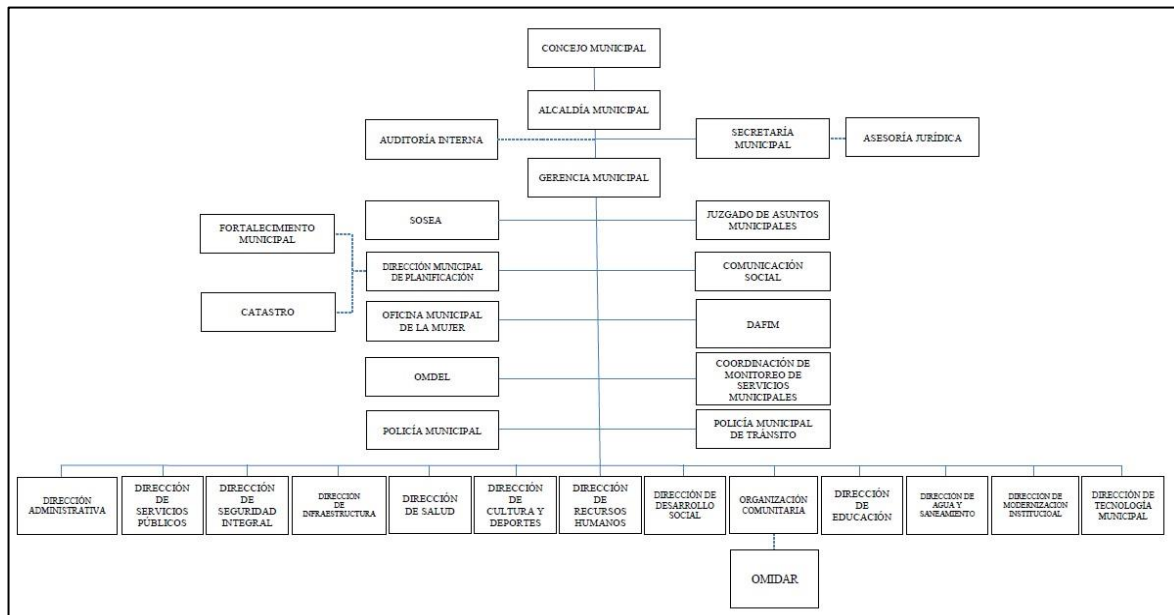 CONCEJO MUNICIPAL
ALCALDÍA MUNICIPAL
AUDITORÍA INTERNA
SECRETARÍA
MUNICIPAL
ASESORÍA JURÍDICA
GERENCIA MUNICIPAL
SOSEA
JUZGADO DE ASUNTOS
MUNICIPALES
FORTALECIMIENTO
MUNICIPAL
DIRECCIÓN MUNICIPAL
DE PLANIFICACIÓN
COMUNICACIÓN
SOCIAL
CATASTRO
OFICINA MUNICIPAL
DE LA MUJER
DAFIM
OMDEL
COORDINACIÓN DE
MONITOREO DE
SERVICIOS
MUNICIPALES
POLICÍA MUNICIPAL
POLICÍA MUNICIPAL
DE TRÁNSITO
DIRECCIÓN
ADMINISTRATIVA
DIRECCIÓN
DE
SERVICIOS
PÚBLICOS
DIRECCIÓN
DE
SEGURIDAD
INTEGRAL
DIRECCIÓN
DE
INFRAESTRUCTURA
DIRECCIÓN
DE SALUD
DIRECCIÓN
DE
CULTURA Y
DEPORTES
DIRECCIÓN
DE
RECURSOS
HUMANOS
DIRECCIÓN DE
DESARROLLO
SOCIAL
ORGANIZACIÓN
COMUNITARIA
DIRECCIÓN
DE
EDUCACIÓN
DIRECCIÓN DE
AGUA Y
SANEAMIENTO
DIRECCIÓN DE
MODERNIZACION
INSTITUCIOAL
DIRECCIÓN DE
TECNOLOGÍA
MUNICIPAL
OMIDAR